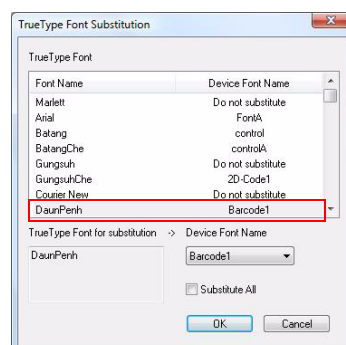 TrueType Font Substitution
TrueType Font
Font Name Device Font Name
Marlett Do not substitute
Arial FontA
Batang control
BatangChe controlA
Gungsuh Do not substitute
GungsuhChe 2D-Code1
Courier New Do not substitute
DaunPenh Barcode1
TrueType Font for substitution -> Device Font Name
DaunPenh Barcode1
Substitute All
OK Cancel